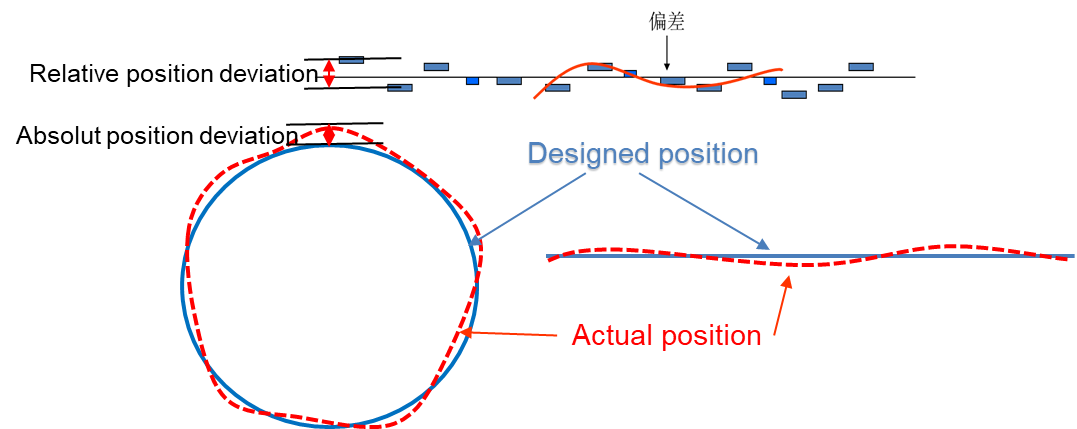 偏差
Relative position deviation
Absolut position deviation
Designed position
Actual position